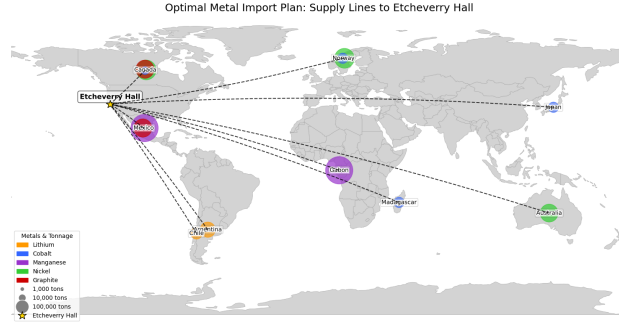 Optimal Metal Import Plan: Supply Lines to Etcheverry Hall
Canada
Norway
Etcheverry Hall
Japan
Mexico
Gabon
Madagascar
Australia
Argentina
Chile
Metals & Tonnage
Lithium
Cobalt
Manganese
Nickel
Graphite
1,000 tons
10,000 tons
100,000 tons
Etcheverry Hall